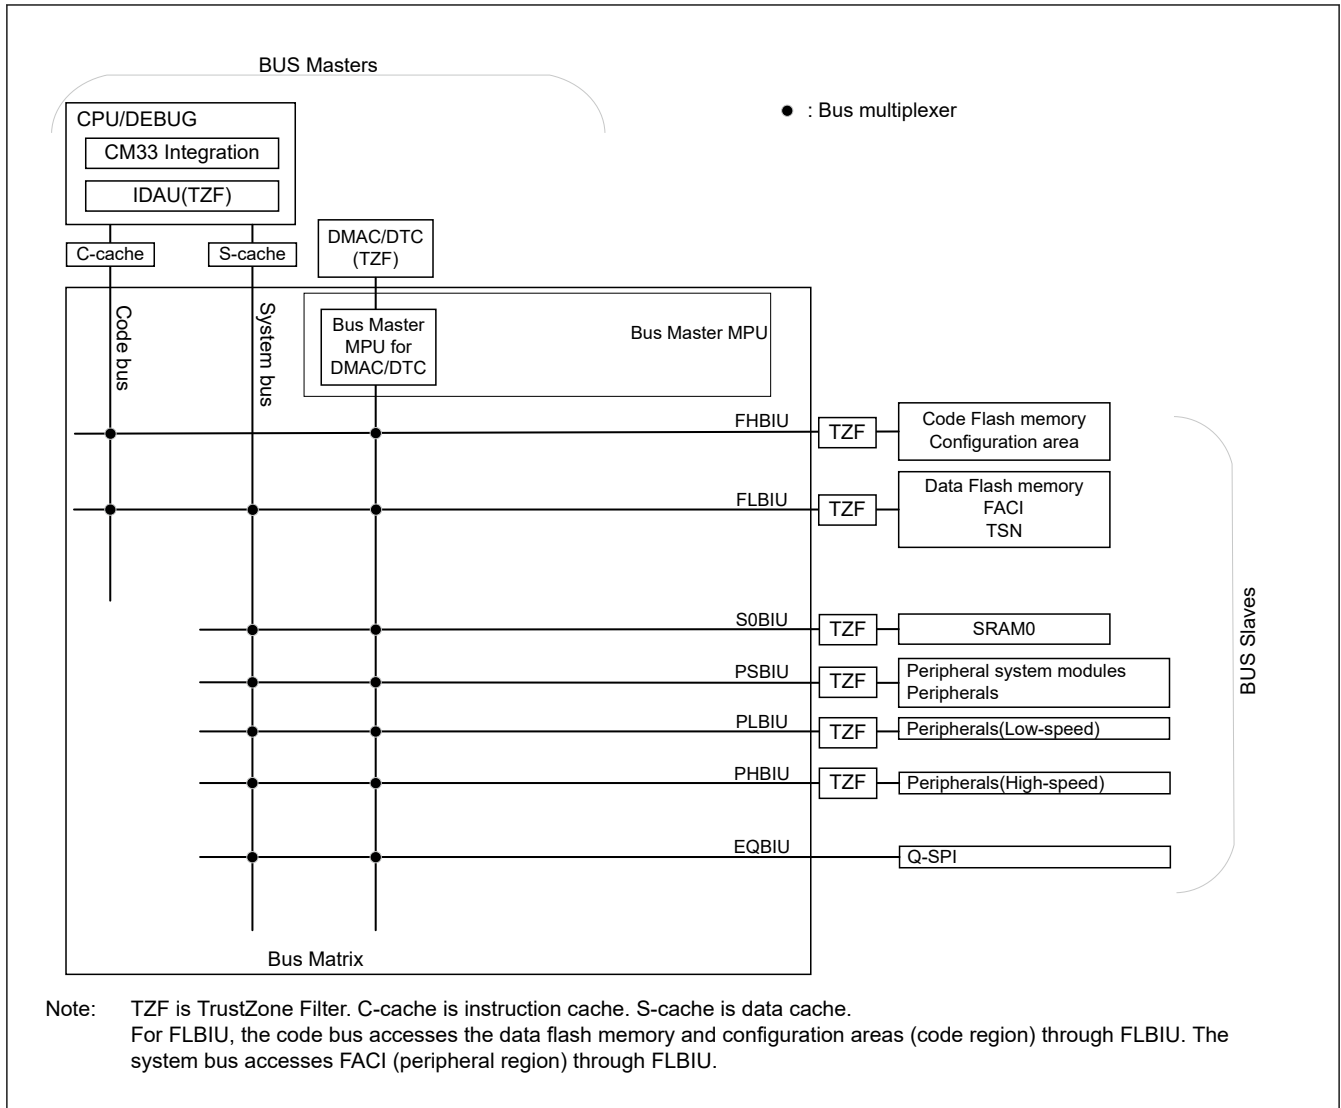 BUS Masters
CPU/DEBUG
CM33 Integration
IDAU(TZF)
: Bus multiplexer
C-cache
S-cache
DMAC/DTC
(TZF)
Code bus
System bus
Bus Master
MPU for
DMAC/DTC
Bus Master MPU
FHBIU
TZF
Code Flash memory
Configuration area
FLBIU
TZF
Data Flash memory
FACI
TSN
S0BIU
TZF
SRAM0
PSBIU
TZF
Peripheral system modules
Peripherals
PLBIU
TZF
Peripherals(Low-speed)
PHBIU
TZF
Peripherals(High-speed)
EQBIU
Q-SPI
BUS Slaves
Bus Matrix
Note: TZF is TrustZone Filter. C-cache is instruction cache. S-cache is data cache.
For FLBIU, the code bus accesses the data flash memory and configuration areas (code region) through FLBIU. The
system bus accesses FACI (peripheral region) through FLBIU.